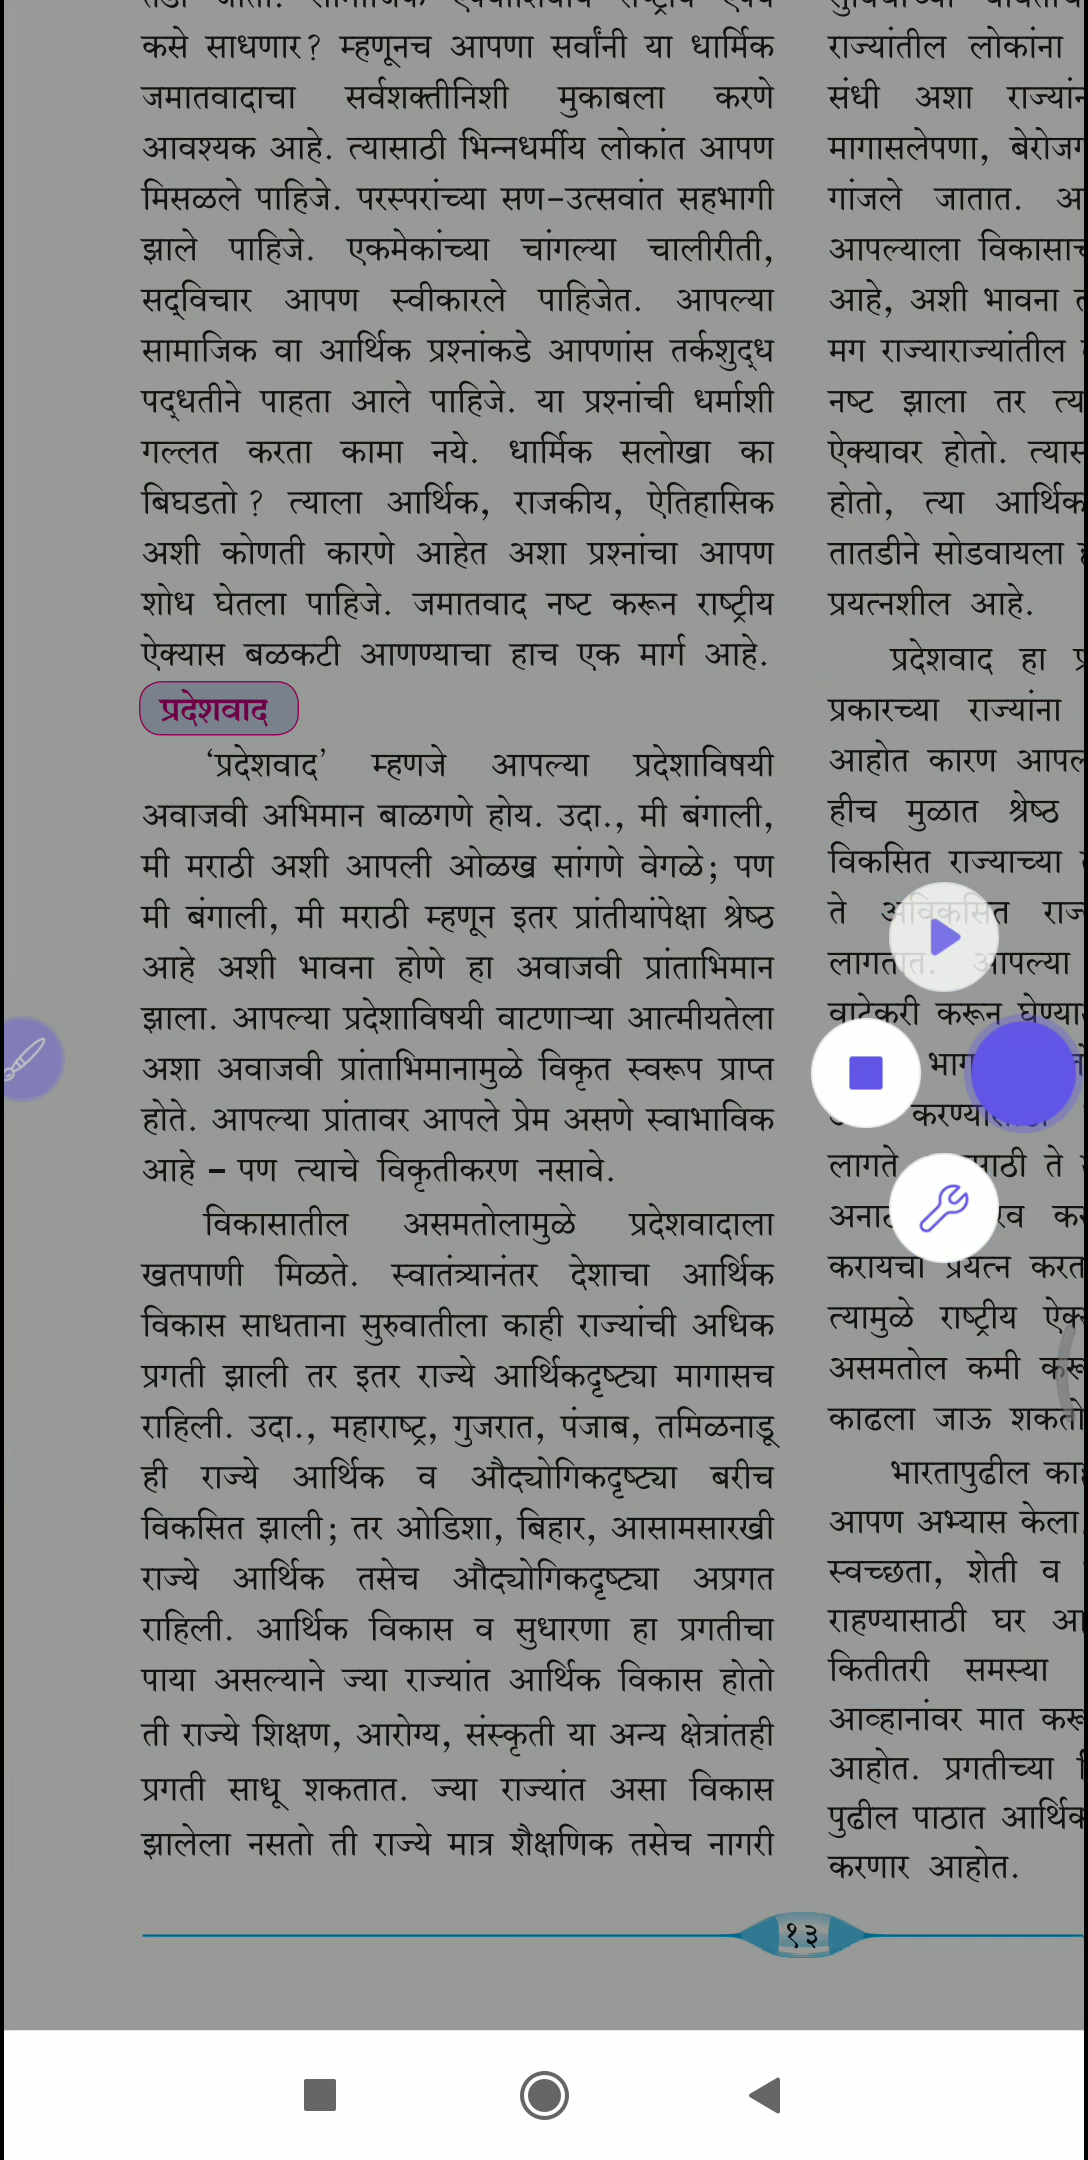 कसे साधणार? म्हणूनच आपणा सर्वांनी या धार्मिक
जमातवादाचा सर्वशक्तीनिशी मुकाबला करणे
आवश्यक आहे. त्यासाठी भिन्नधर्मीय लोकांत आपण
मिसळले पाहिजे. परस्परांच्या सण-उत्सवांत सहभागी
झाले पाहिजे. एकमेकांच्या चांगल्या चालीरीती,
सद्‌विचार आपण स्वीकारले पाहिजेत. आपल्या
सामाजिक वा आर्थिक प्रश्नांकडे आपणांस तर्कशुद्ध
पद्धतीने पाहता आले पाहिजे. या प्रश्नांची धर्माशी
गल्लत करता कामा नये. धार्मिक सलोखा का
बिघडतो? त्याला आर्थिक, राजकीय, ऐतिहासिक
अशी कोणती कारणे आहेत अशा प्रश्नांचा आपण
शोध घेतला पाहिजे. जमातवाद नष्ट करून राष्ट्रीय
ऐक्यास बळकटी आणण्याचा हाच एक मार्ग आहे.
प्रदेशवाद
‘प्रदेशवाद’ म्हणजे आपल्या प्रदेशाविषयी
अवाजवी अभिमान बाळगणे होय. उदा., मी बंगाली,
मी मराठी अशी आपली ओळख सांगणे वेगळे; पण
मी बंगाली, मी मराठी म्हणून इतर प्रांतीयांपेक्षा श्रेष्ठ
आहे अशी भावना होणे हा अवाजवी प्रांताभिमान
झाला. आपल्या प्रदेशाविषयी वाटणाऱ्या आत्मीयतेला
अशा अवाजवी प्रांताभिमानामुळे विकृत स्वरूप प्राप्त
होते. आपल्या प्रांतावर आपले प्रेम असणे स्वाभाविक
आहे – पण त्याचे विकृतीकरण नसावे.
विकासातील असमतोलामुळे प्रदेशवादाला
खतपाणी मिळते. स्वातंत्र्यानंतर देशाचा आर्थिक
विकास साधताना सुरुवातीला काही राज्यांची अधिक
प्रगती झाली तर इतर राज्ये आर्थिकदृष्ट्या मागासच
राहिली. उदा., महाराष्ट्र, गुजरात, पंजाब, तमिळनाडू
ही राज्ये आर्थिक व औद्योगिकदृष्ट्या बरीच
विकसित झाली; तर ओडिशा, बिहार, आसामसारखी
राज्ये आर्थिक तसेच औद्योगिकदृष्ट्या अप्रगत
राहिली. आर्थिक विकास व सुधारणा हा प्रगतीचा
पाया असल्याने ज्या राज्यांत आर्थिक विकास होतो
ती राज्ये शिक्षण, आरोग्य, संस्कृती या अन्य क्षेत्रांतही
प्रगती साधू शकतात. ज्या राज्यांत असा विकास
झालेला नसतो ती राज्ये मात्र शैक्षणिक तसेच नागरी
राज्यांतील लोकांना
संधी अशा
मागासलेपणा,
गांजले जातात.
आपल्याला
आहे, अशी भावना
मग राज्याराज्यांतील
नष्ट झाला तर
ऐक्यावर होतो.
होतो, त्या आर्थिक
तातडीने सोडवायला
प्रयत्नशील आहे.
प्रदेशवाद हा
प्रकारच्या राज्यांना
आहोत कारण
हीच मुळात श्रेष्ठ
विकसित राज्याच्या
ते अविकसित
लागतात. आपल्या
वाटेकरी करून
लागते ते
करायचा प्रयत्न
त्यामुळे राष्ट्रीय
असमतोल कमी
काढला जाऊ शकतो
भारतापुढील
आपण अभ्यास केला.
स्वच्छता, शेती व
राहण्यासाठी घर
कितीतरी समस्या
आव्हानांवर मात
आहोत. प्रगतीच्या
पुढील पाठात आर्थिक
करणार आहोत.
१३